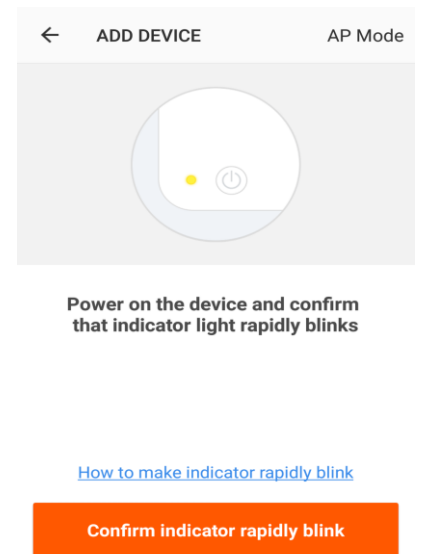 ADD DEVICE AP Mode
Power on the device and confirm
that indicator light rapidly blinks
How to make indicator rapidly blink
Confirm indicator rapidly blink